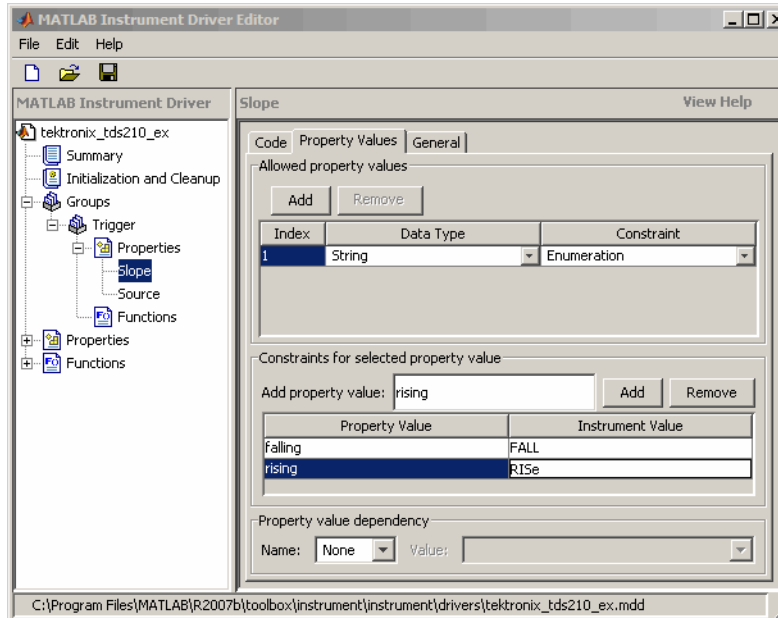 MATLAB Instrument Driver Editor
File Edit Help
MATLAB Instrument Driver
Slope View Help
tektronix_tds210_ex
Summary
Initialization and Cleanup
Groups
Trigger
Properties
Slope
Source
Functions
Properties
Functions
Code Property Values General
Allowed property values
Add Remove
Index Data Type Constraint
1 String Enumeration
Constraints for selected property value
Add property value: rising Add Remove
Property Value Instrument Value
falling FALL
rising RISe
Property value dependency
Name: None Value:
C:\Program Files\MATLAB\R2007b\toolbox\instrument\instrument\drivers\tektronix_tds210_ex.mdd